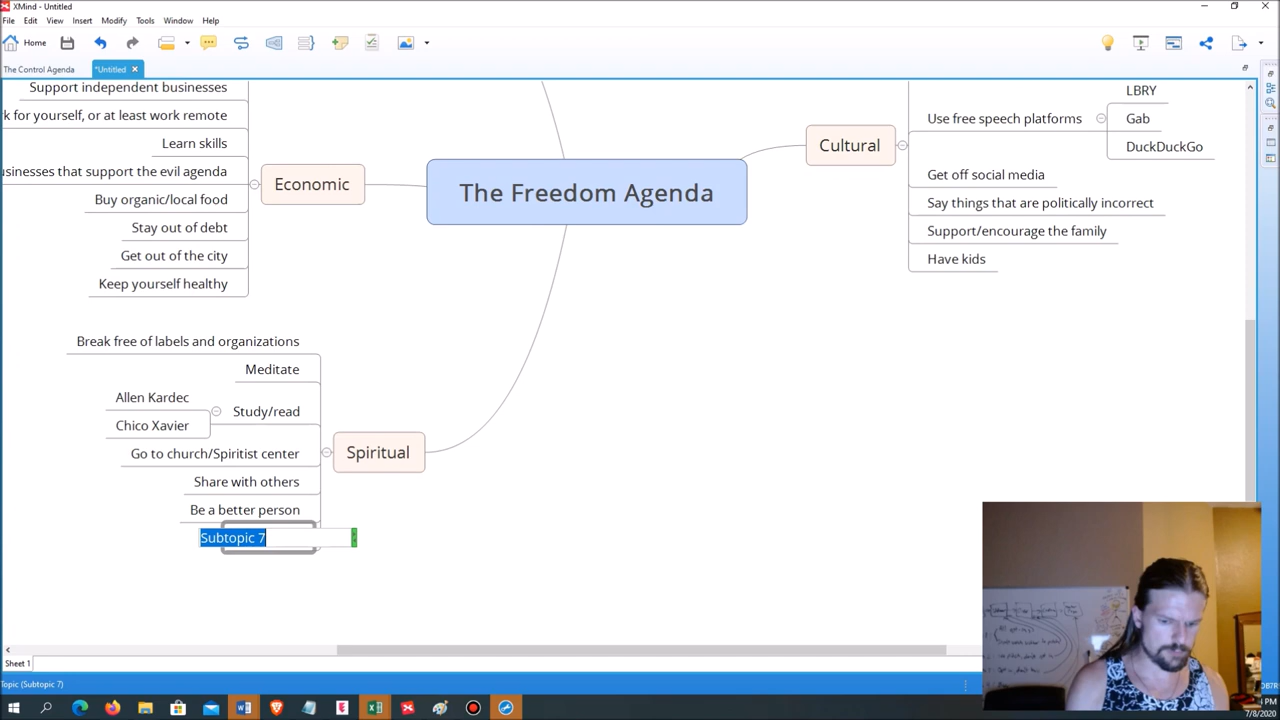 XMind - Untitled
File Edit View Insert Modify Tools Window Help
Home
The Control Agenda
*Untitled
Support independent businesses
k for yourself, or at least work remote
Learn skills
usinesses that support the evil agenda
Buy organic/local food
Stay out of debt
Get out of the city
Keep yourself healthy
Economic
The Freedom Agenda
Cultural
LBRY
Use free speech platforms
Gab
DuckDuckGo
Get off social media
Say things that are politically incorrect
Support/encourage the family
Have kids
Break free of labels and organizations
Meditate
Allen Kardec
Study/read
Chico Xavier
Go to church/Spiritist center
Spiritual
Share with others
Be a better person
Subtopic 7
Sheet 1
Topic (Subtopic 7)
PM
7/8/2020